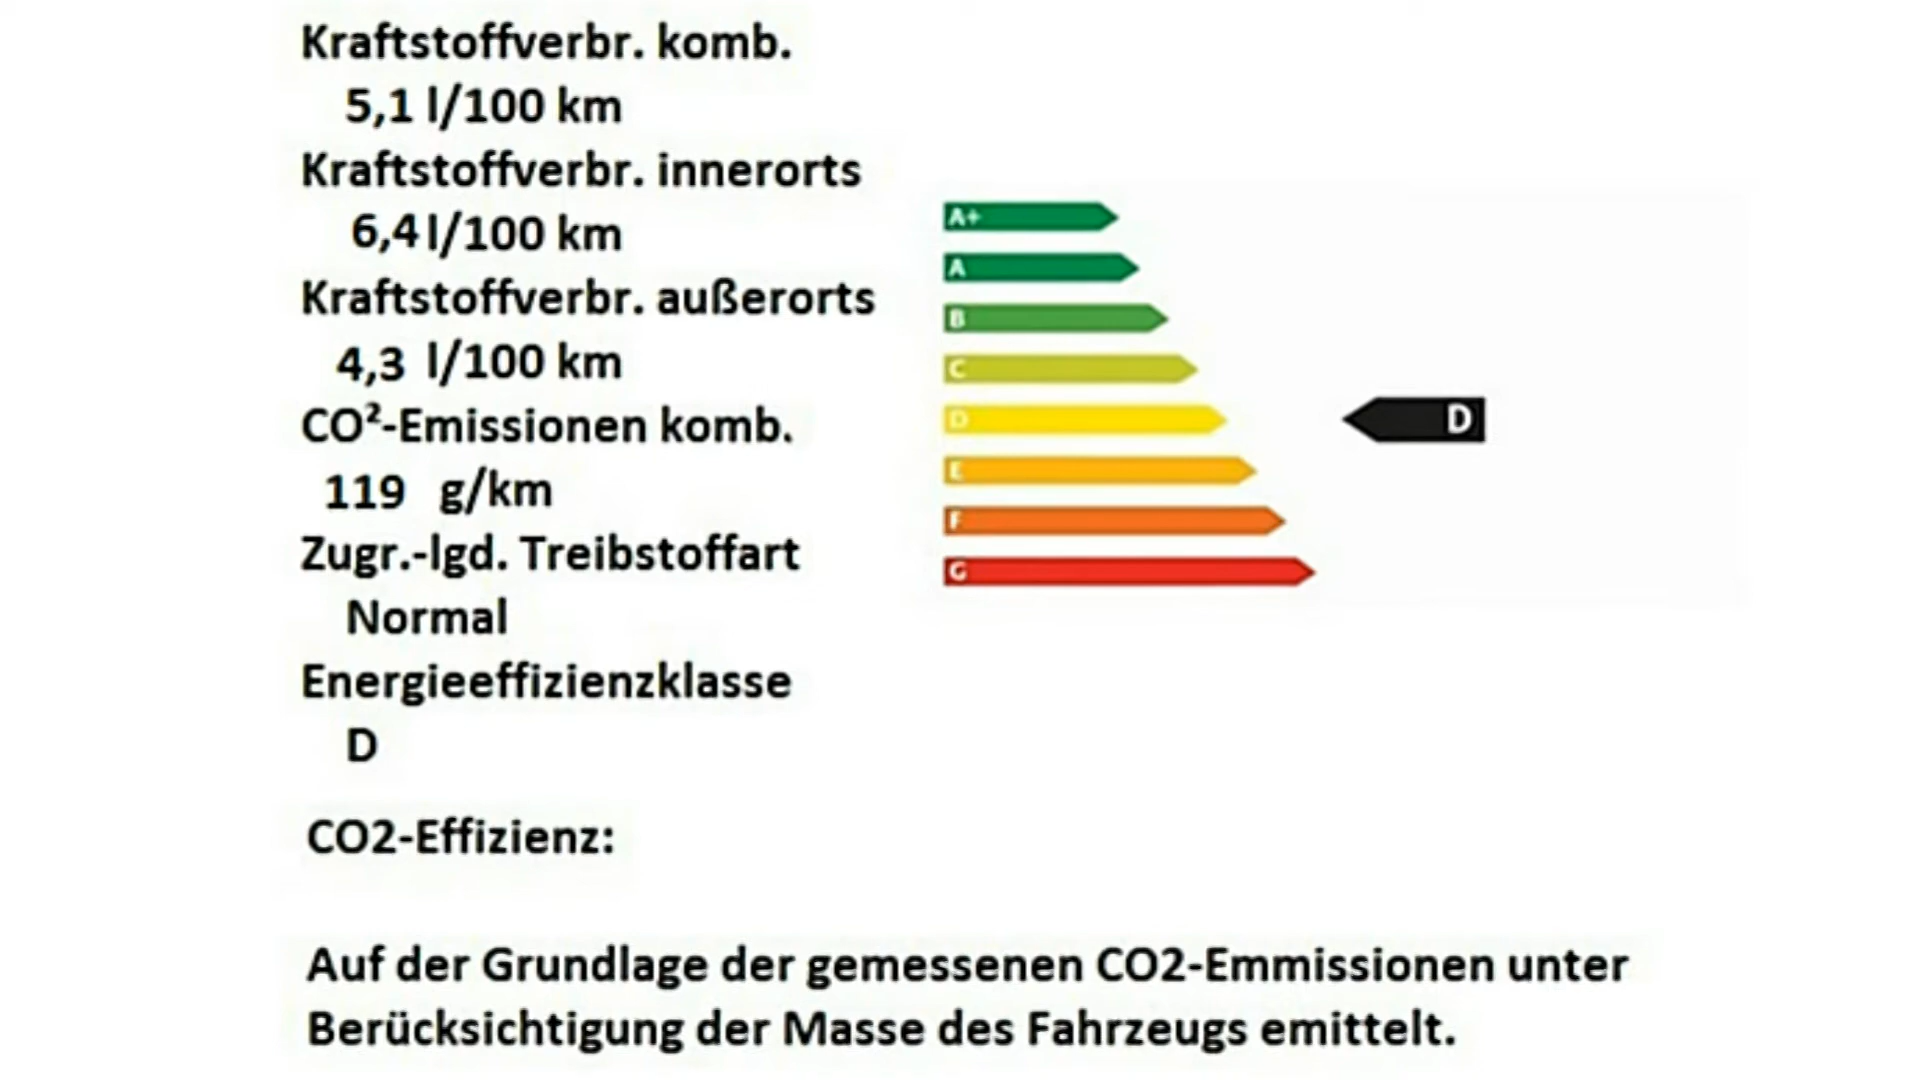 Kraftstoffverbr. komb.
5,1 l/100 km
Kraftstoffverbr. innerorts
6,4 l/100 km
Kraftstoffverbr. außerorts
4,3 l/100 km
CO²-Emissionen komb.
119 g/km
Zugr.-lgd. Treibstoffart
Normal
Energieeffizienzklasse
D
A+
A
B
C
D
D
E
F
G
CO2-Effizienz:
Auf der Grundlage der gemessenen CO2-Emmissionen unter
Berücksichtigung der Masse des Fahrzeugs emittelt.